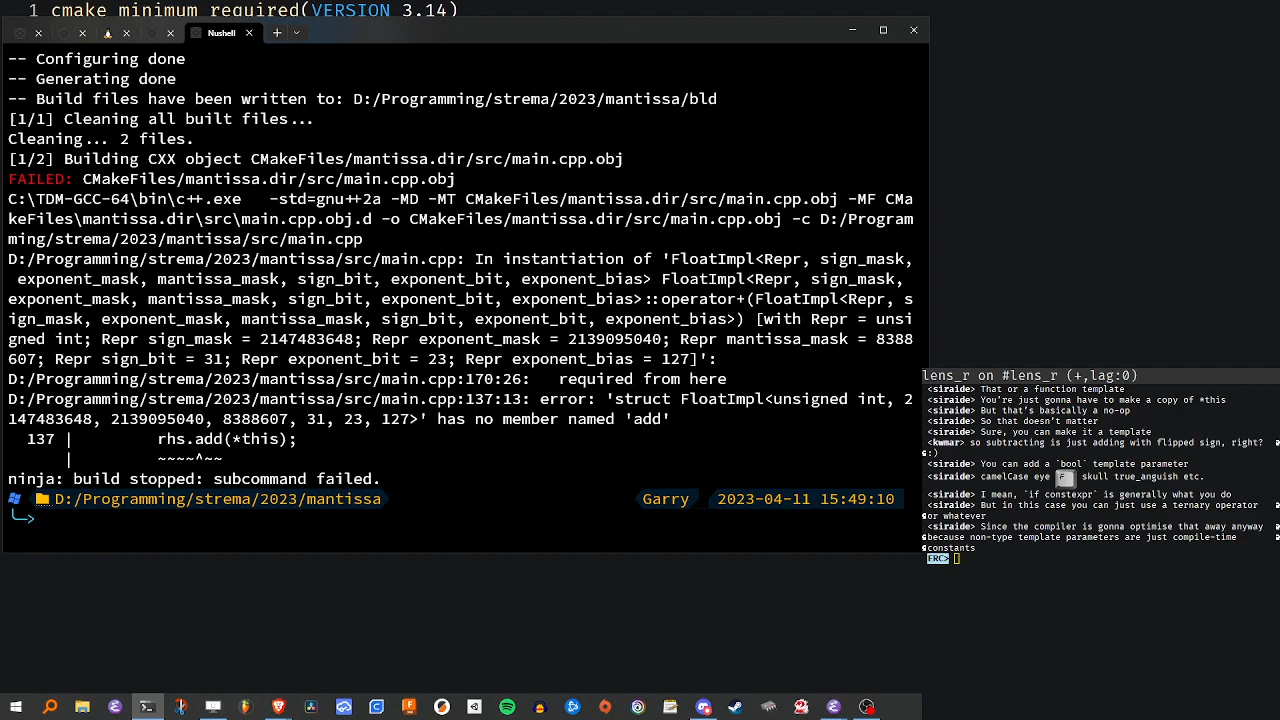 1 cmake_minimum_required(VERSION 3.14)
Nushell
-- Configuring done
-- Generating done
-- Build files have been written to: D:/Programming/strema/2023/mantissa/bld
[1/1] Cleaning all built files...
Cleaning... 2 files.
[1/2] Building CXX object CMakeFiles/mantissa.dir/src/main.cpp.obj
FAILED: CMakeFiles/mantissa.dir/src/main.cpp.obj
C:\TDM-GCC-64\bin\c++.exe   -std=gnu++2a -MD -MT CMakeFiles/mantissa.dir/src/main.cpp.obj -MF CMa
keFiles\mantissa.dir\src\main.cpp.obj.d -o CMakeFiles/mantissa.dir/src/main.cpp.obj -c D:/Program
ming/strema/2023/mantissa/src/main.cpp
D:/Programming/strema/2023/mantissa/src/main.cpp: In instantiation of 'FloatImpl<Repr, sign_mask,
 exponent_mask, mantissa_mask, sign_bit, exponent_bit, exponent_bias> FloatImpl<Repr, sign_mask,
exponent_mask, mantissa_mask, sign_bit, exponent_bit, exponent_bias>::operator+(FloatImpl<Repr, s
ign_mask, exponent_mask, mantissa_mask, sign_bit, exponent_bit, exponent_bias>) [with Repr = unsi
gned int; Repr sign_mask = 2147483648; Repr exponent_mask = 2139095040; Repr mantissa_mask = 8388
607; Repr sign_bit = 31; Repr exponent_bit = 23; Repr exponent_bias = 127]':
D:/Programming/strema/2023/mantissa/src/main.cpp:170:26:   required from here
D:/Programming/strema/2023/mantissa/src/main.cpp:137:13: error: 'struct FloatImpl<unsigned int, 2
147483648, 2139095040, 8388607, 31, 23, 127>' has no member named 'add'
  137 |         rhs.add(*this);
      |         ~~~~^~~
ninja: build stopped: subcommand failed.
D:/Programming/strema/2023/mantissa Garry 2023-04-11 15:49:10
lens_r on #lens_r (+,lag:0)
<siraide> That or a function template
<siraide> You're just gonna have to make a copy of *this
<siraide> But that's basically a no-op
<siraide> So that doesn't matter
<siraide> Sure, you can make it a template
<kwmar> so subtracting is just adding with flipped sign, right?
:)
<siraide> You can add a `bool` template parameter
<siraide> camelCase eye F skull true_anguish etc.
<siraide> I mean, `if constexpr` is generally what you do
<siraide> But in this case you can just use a ternary operator
or whatever
<siraide> Since the compiler is gonna optimise that away anyway
because non-type template parameters are just compile-time
constants
FRC>